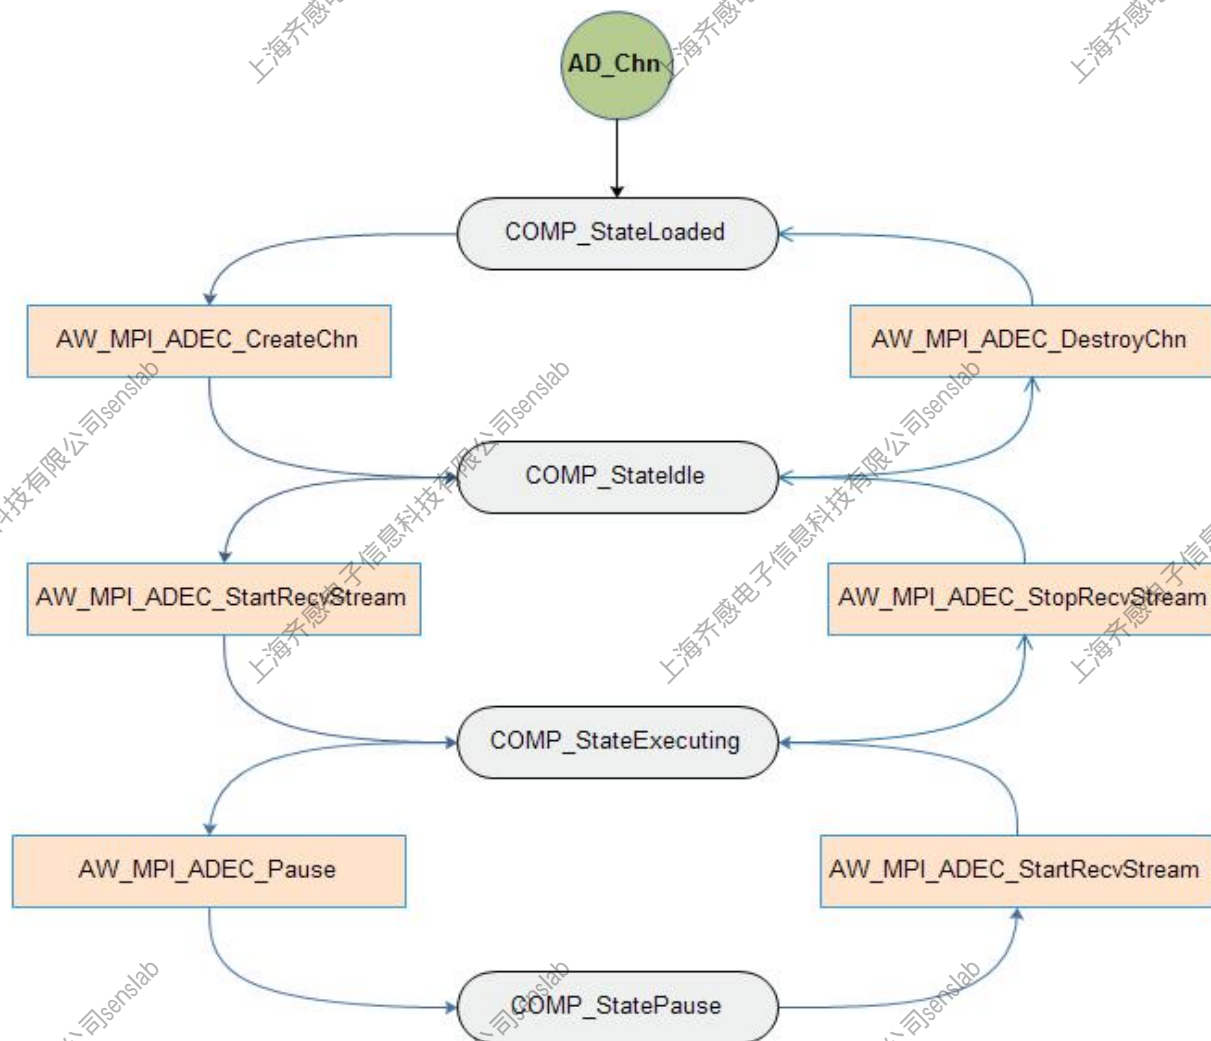 AD_Chn
COMP_StateLoaded
AW_MPI_ADEC_CreateChn
AW_MPI_ADEC_DestroyChn
COMP_StateIdle
AW_MPI_ADEC_StartRecvStream
AW_MPI_ADEC_StopRecvStream
COMP_StateExecuting
AW_MPI_ADEC_Pause
AW_MPI_ADEC_StartRecvStream
COMP_StatePause
上海齐感电子信息科技有限公司senslab
上海齐感电子信息科技有限公司senslab